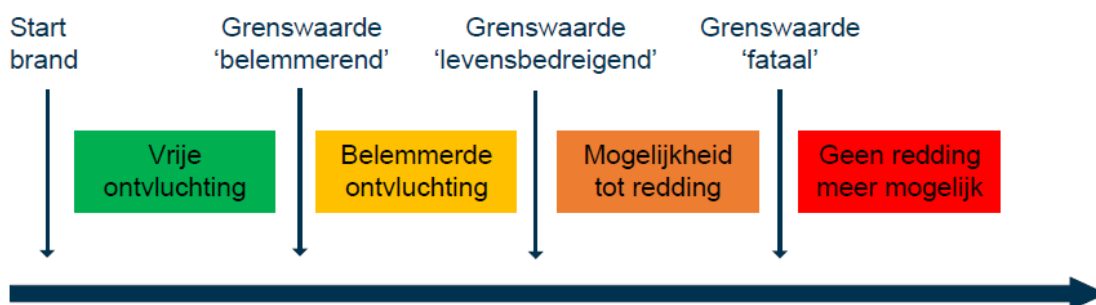 Start
brand
Grenswaarde
‘belemmerend’
Grenswaarde
‘levensbedreigend’
Grenswaarde
‘fataal’
Vrije
ontvluchting
Belemmerde
ontvluchting
Mogelijkheid
tot redding
Geen redding
meer mogelijk